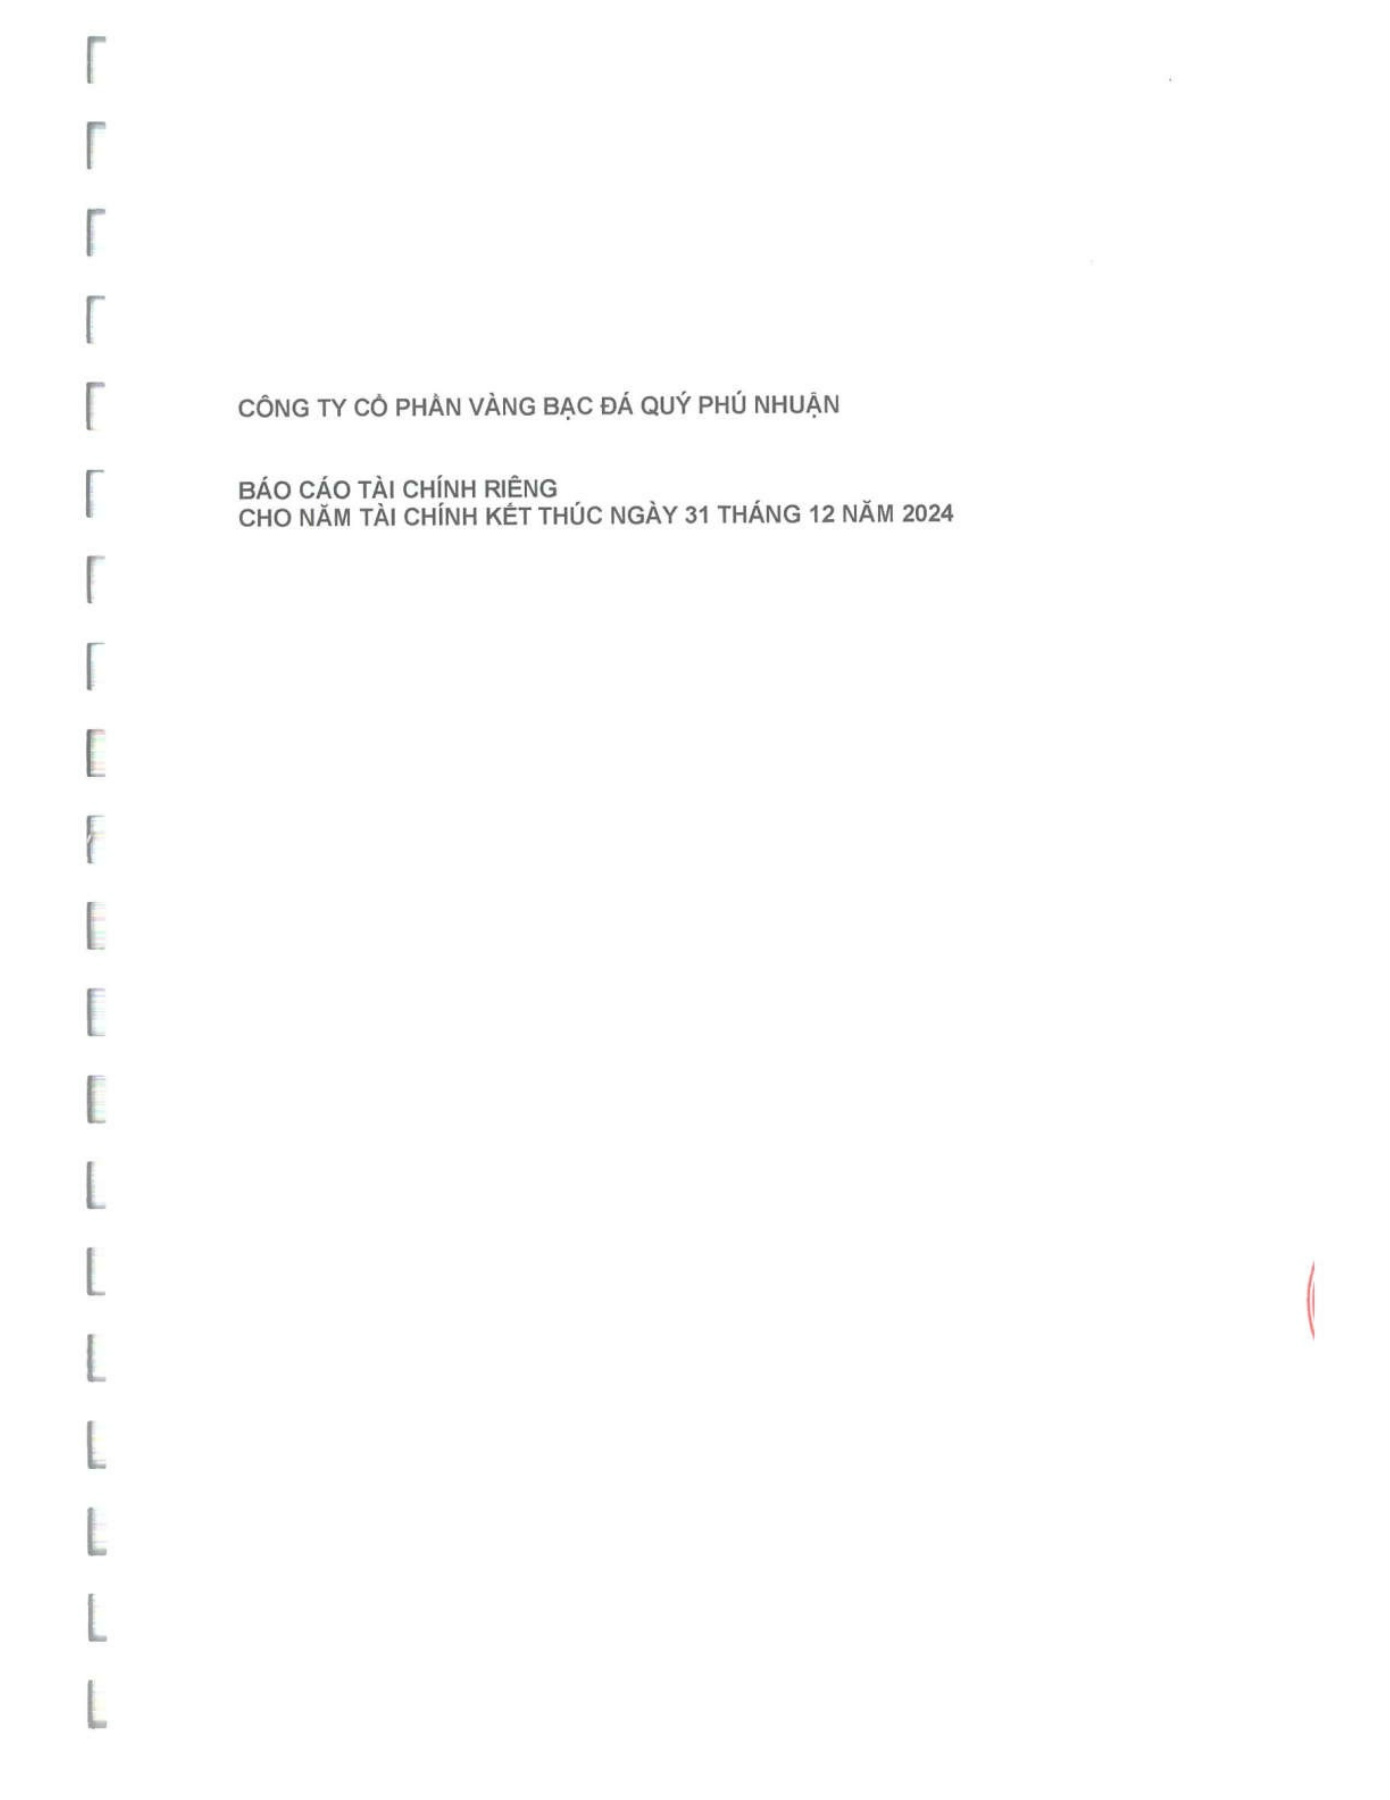 CÔNG TY CỔ PHẦN VÀNG BẠC ĐÁ QUÝ PHÚ NHUẬN
BÁO CÁO TÀI CHÍNH RIÊNG
CHO NĂM TÀI CHÍNH KẾT THÚC NGÀY 31 THÁNG 12 NĂM 2024